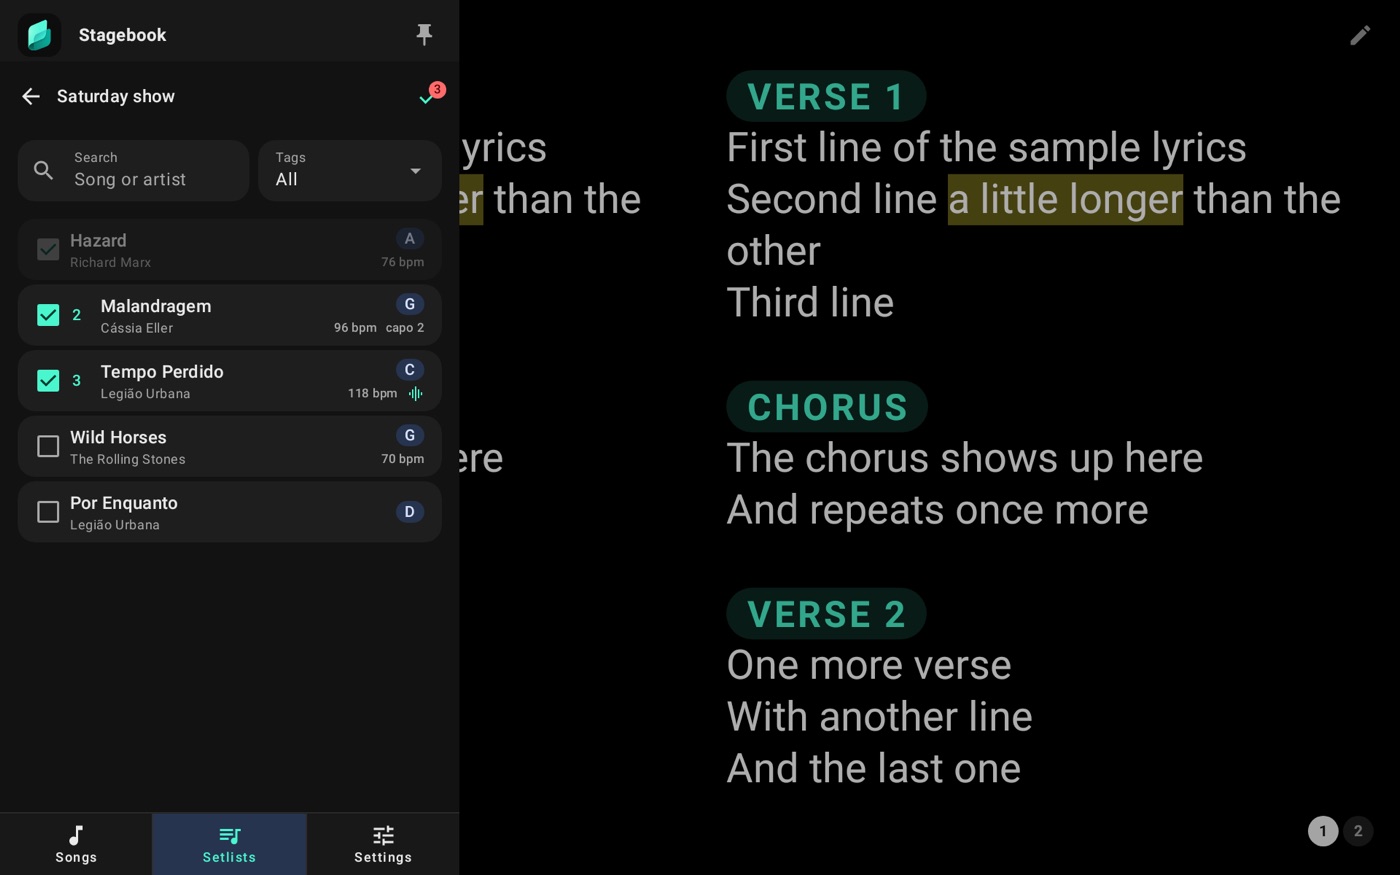 Stagebook
Saturday show
3
Search
Song or artist
Tags
All
Hazard
A
Richard Marx
76 bpm
2
Malandragem
G
Cássia Eller
96 bpm capo 2
3
Tempo Perdido
C
Legião Urbana
118 bpm
Wild Horses
G
The Rolling Stones
70 bpm
Por Enquanto
D
Legião Urbana
Songs
Setlists
Settings
yrics
er than the
ere
VERSE 1
First line of the sample lyrics
Second line a little longer than the
other
Third line
CHORUS
The chorus shows up here
And repeats once more
VERSE 2
One more verse
With another line
And the last one
1
2